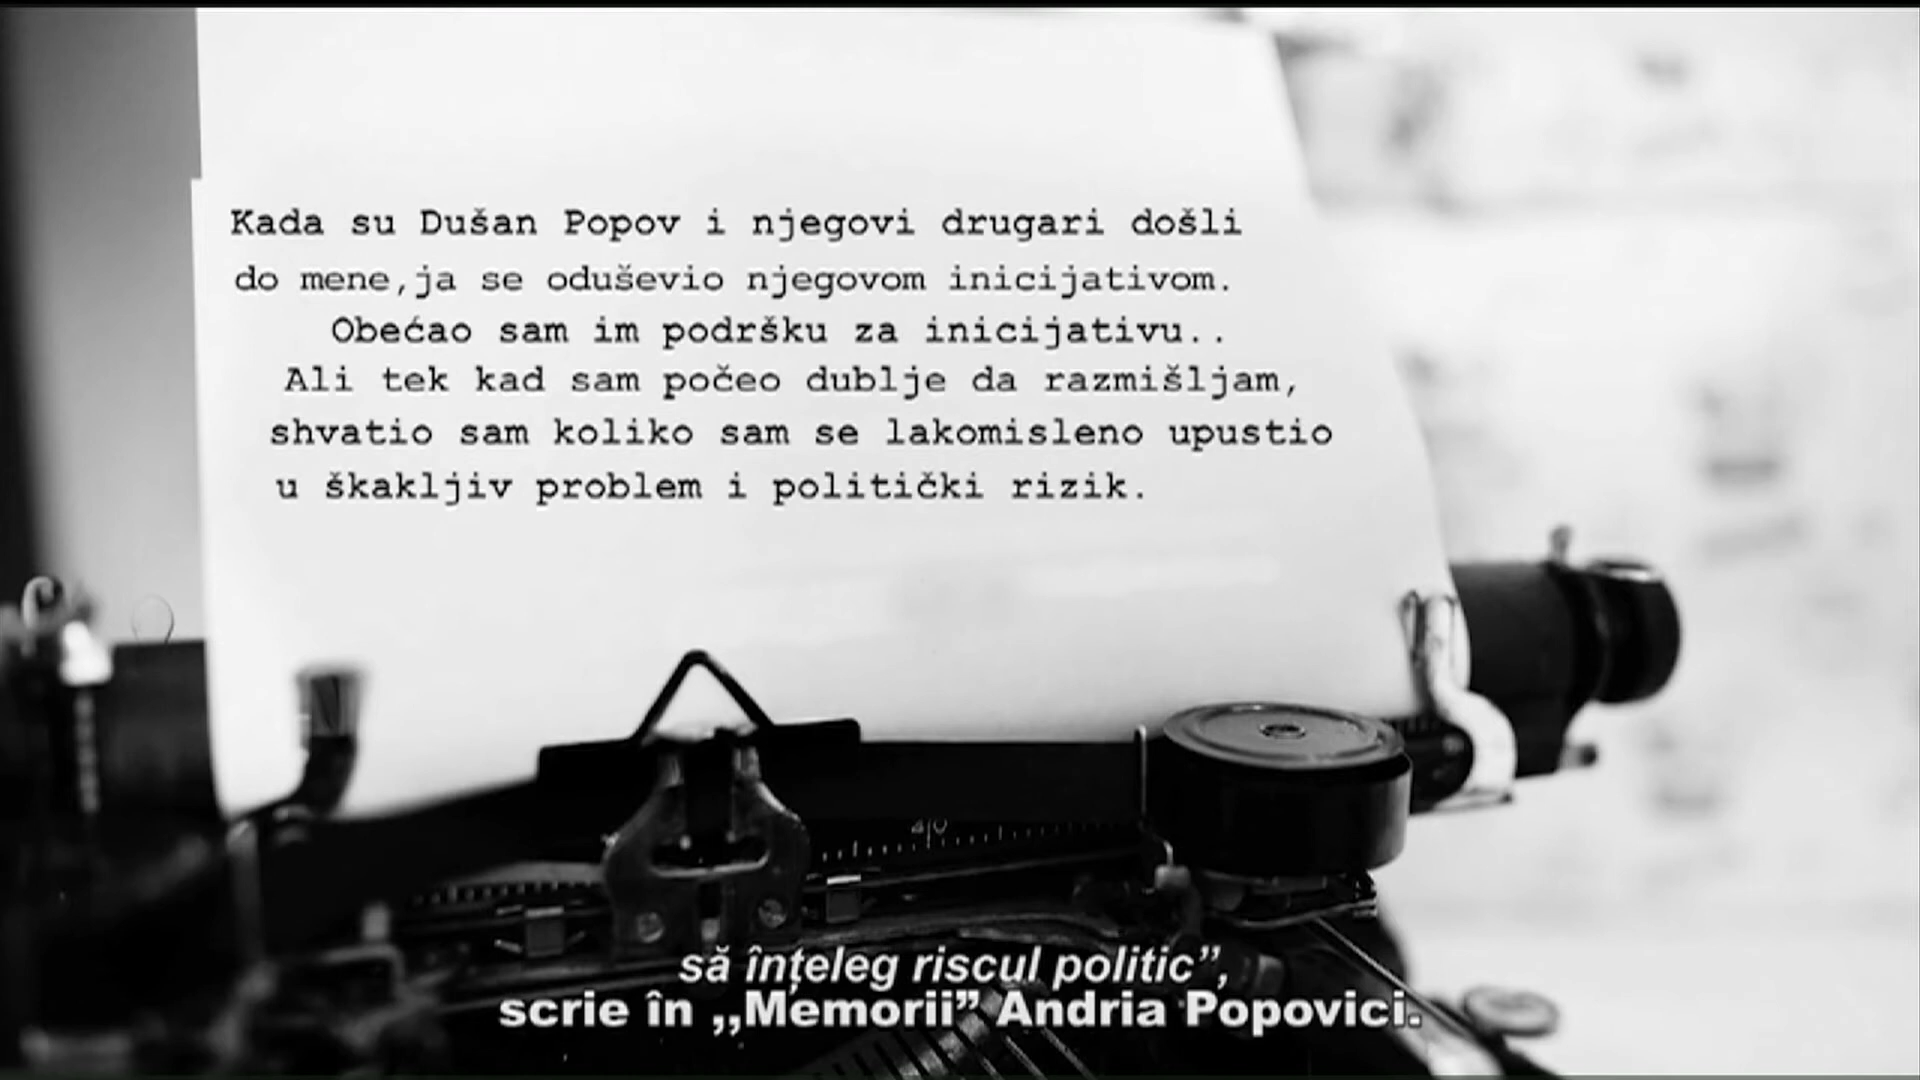 Kada su Dušan Popov i njegovi drugari došli
do mene,ja se oduševio njegovom inicijativom.
Obećao sam im podršku za inicijativu..
Ali tek kad sam počeo dublje da razmišljam,
shvatio sam koliko sam se lakomisleno upustio
u škakljiv problem i politički rizik.
40
să înțeleg riscul politic”,
scrie în ,,Memorii” Andria Popovici.